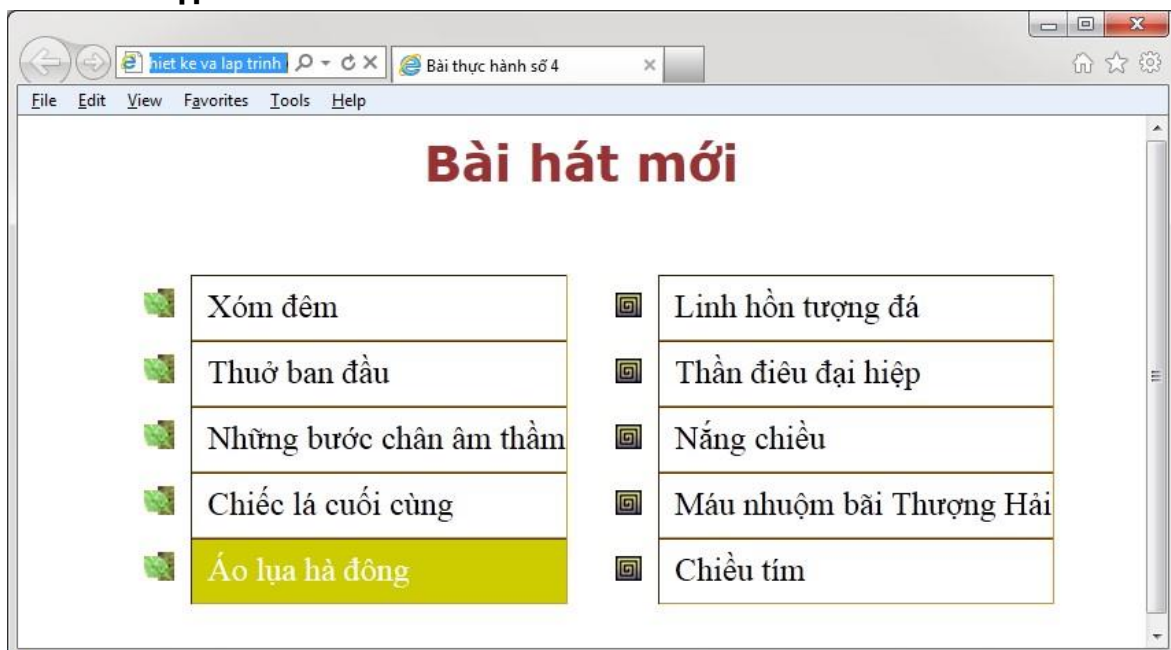 hiet ke va lap trinh
Bài thực hành số 4
File Edit View Favorites Tools Help
Bài hát mới
Xóm đêm
Thuở ban đầu
Những bước chân âm thầm
Chiếc lá cuối cùng
Áo lụa hà đông
Linh hồn tượng đá
Thần điêu đại hiệp
Nắng chiều
Máu nhuộm bãi Thượng Hải
Chiều tím